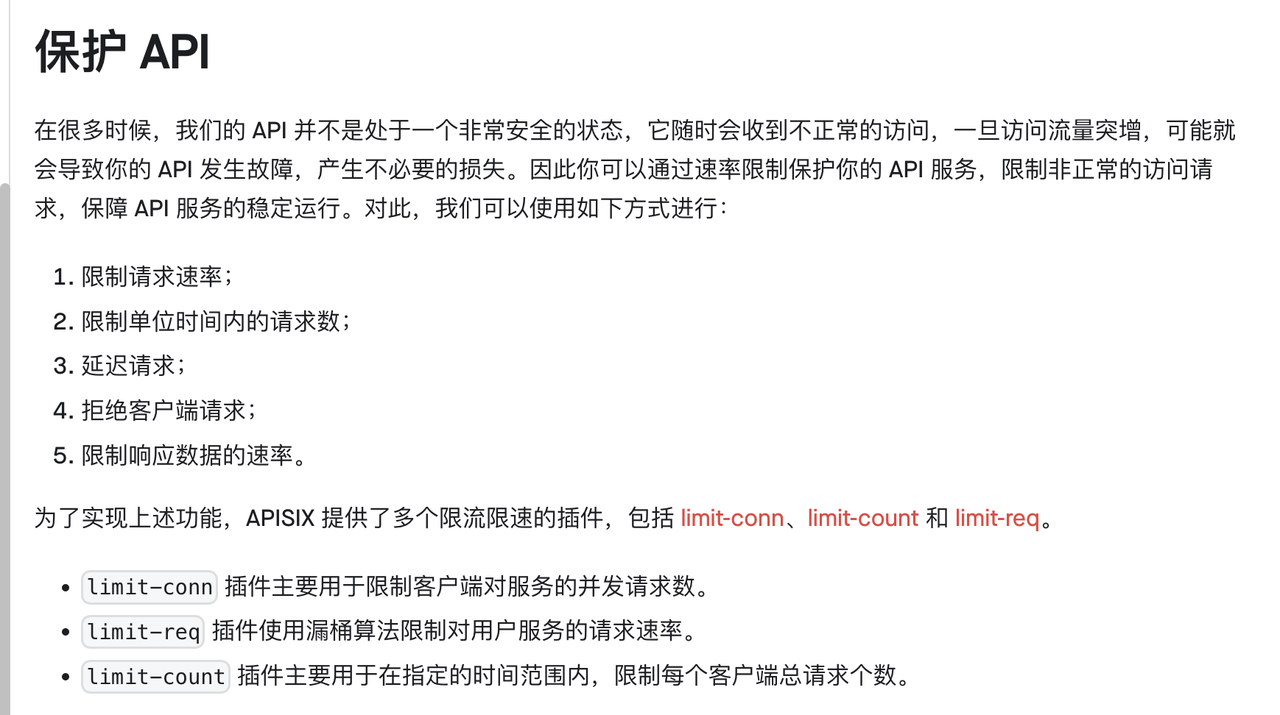 保护 API
在很多时候，我们的 API 并不是处于一个非常安全的状态，它随时会收到不正常的访问，一旦访问流量突增，可能就
会导致你的 API 发生故障，产生不必要的损失。因此你可以通过速率限制保护你的 API 服务，限制非正常的访问请
求，保障 API 服务的稳定运行。对此，我们可以使用如下方式进行：
1. 限制请求速率；
2. 限制单位时间内的请求数；
3. 延迟请求；
4. 拒绝客户端请求；
5. 限制响应数据的速率。
为了实现上述功能，APISIX 提供了多个限流限速的插件，包括 limit-conn、limit-count 和 limit-req。
• limit-conn 插件主要用于限制客户端对服务的并发请求数。
• limit-req 插件使用漏桶算法限制对用户服务的请求速率。
• limit-count 插件主要用于在指定的时间范围内，限制每个客户端总请求个数。